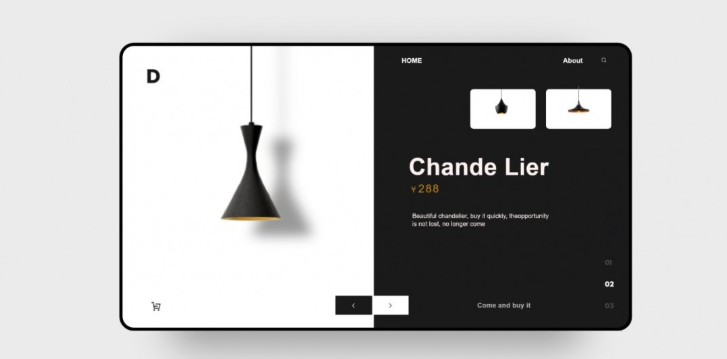 D
HOME
About
Chande Lier
¥288
Beautiful chandelier, buy it quickly, theopportunity
is not lost, no longer come
01
02
03
Come and buy it